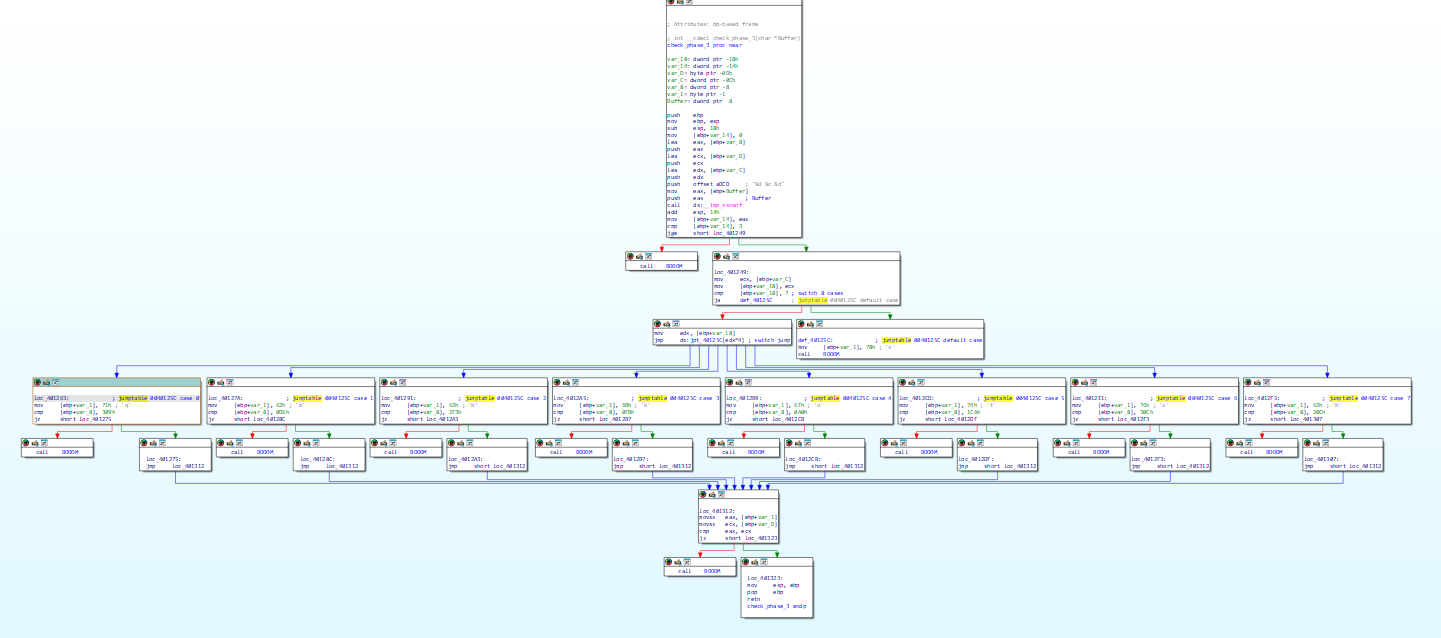 ; Attributes: bp-based frame
; int __cdecl check_phase_3(char *Buffer)
check_phase_3 proc near
var_18= dword ptr -18h
var_14= dword ptr -14h
var_D= byte ptr -0Dh
var_C= dword ptr -0Ch
var_8= dword ptr -8
var_1= byte ptr -1
Buffer= dword ptr  8
push    ebp
mov     ebp, esp
sub     esp, 18h
mov     [ebp+var_14], 0
lea     eax, [ebp+var_8]
push    eax
lea     ecx, [ebp+var_D]
push    ecx
lea     edx, [ebp+var_C]
push    edx
push    offset aDCD     ; "%d %c %d"
mov     eax, [ebp+Buffer]
push    eax             ; Buffer
call    ds:__imp_sscanf
add     esp, 14h
mov     [ebp+var_14], eax
cmp     [ebp+var_14], 3
jge     short loc_401249
call    BOOOM
loc_401249:
mov     ecx, [ebp+var_C]
mov     [ebp+var_18], ecx
cmp     [ebp+var_18], 7 ; switch 8 cases
ja      def_40125C      ; jumptable 0040125C default case
mov     edx, [ebp+var_18]
jmp     ds:jpt_40125C[edx*4] ; switch jump
def_40125C:             ; jumptable 0040125C default case
mov     [ebp+var_1], 78h ; 'x'
call    BOOOM
loc_401263:             ; jumptable 0040125C case 0
mov     [ebp+var_1], 71h ; 'q'
cmp     [ebp+var_8], 309h
jz      short loc_401275
loc_40127A:             ; jumptable 0040125C case 1
mov     [ebp+var_1], 62h ; 'b'
cmp     [ebp+var_8], 0D6h
jz      short loc_40128C
loc_401291:             ; jumptable 0040125C case 2
mov     [ebp+var_1], 62h ; 'b'
cmp     [ebp+var_8], 2F3h
jz      short loc_4012A3
loc_4012A5:             ; jumptable 0040125C case 3
mov     [ebp+var_1],
cmp     [ebp+var_8], 0FBh
jz      short loc_4012B7
loc_4012B9:             ; jumptable 0040125C case 4
mov     [ebp+var_1],
cmp     [ebp+var_8], 0A0h
jz      short loc_4012CB
loc_4012CD:             ; jumptable 0040125C case 5
mov     [ebp+var_1], 74h ; 't'
cmp     [ebp+var_8], 1CAh
jz      short loc_4012DF
loc_4012E1:             ; jumptable 0040125C case 6
mov     [ebp+var_1], 76h ; 'v'
cmp     [ebp+var_8], 30Ch
jz      short loc_4012F3
loc_4012F5:             ; jumptable 0040125C case 7
mov     [ebp+var_1], 62h ; 'b'
cmp     [ebp+var_8], 20Ch
jz      short loc_401307
call    BOOOM
loc_401275:
jmp     loc_401312
call    BOOOM
loc_40128C:
jmp     loc_401312
call    BOOOM
loc_4012A3:
jmp     short loc_401312
call    BOOOM
loc_4012B7:
jmp     short loc_401312
call    BOOOM
loc_4012CB:
jmp     short loc_401312
call    BOOOM
loc_4012DF:
jmp     short loc_401312
call    BOOOM
loc_4012F3:
jmp     short loc_401312
call    BOOOM
loc_401307:
jmp     short loc_401312
loc_401312:
movsx   eax, [ebp+var_1]
movsx   ecx, [ebp+var_D]
cmp     eax, ecx
jz      short loc_401323
call    BOOOM
loc_401323:
mov     esp, ebp
pop     ebp
retn
check_phase_3 endp